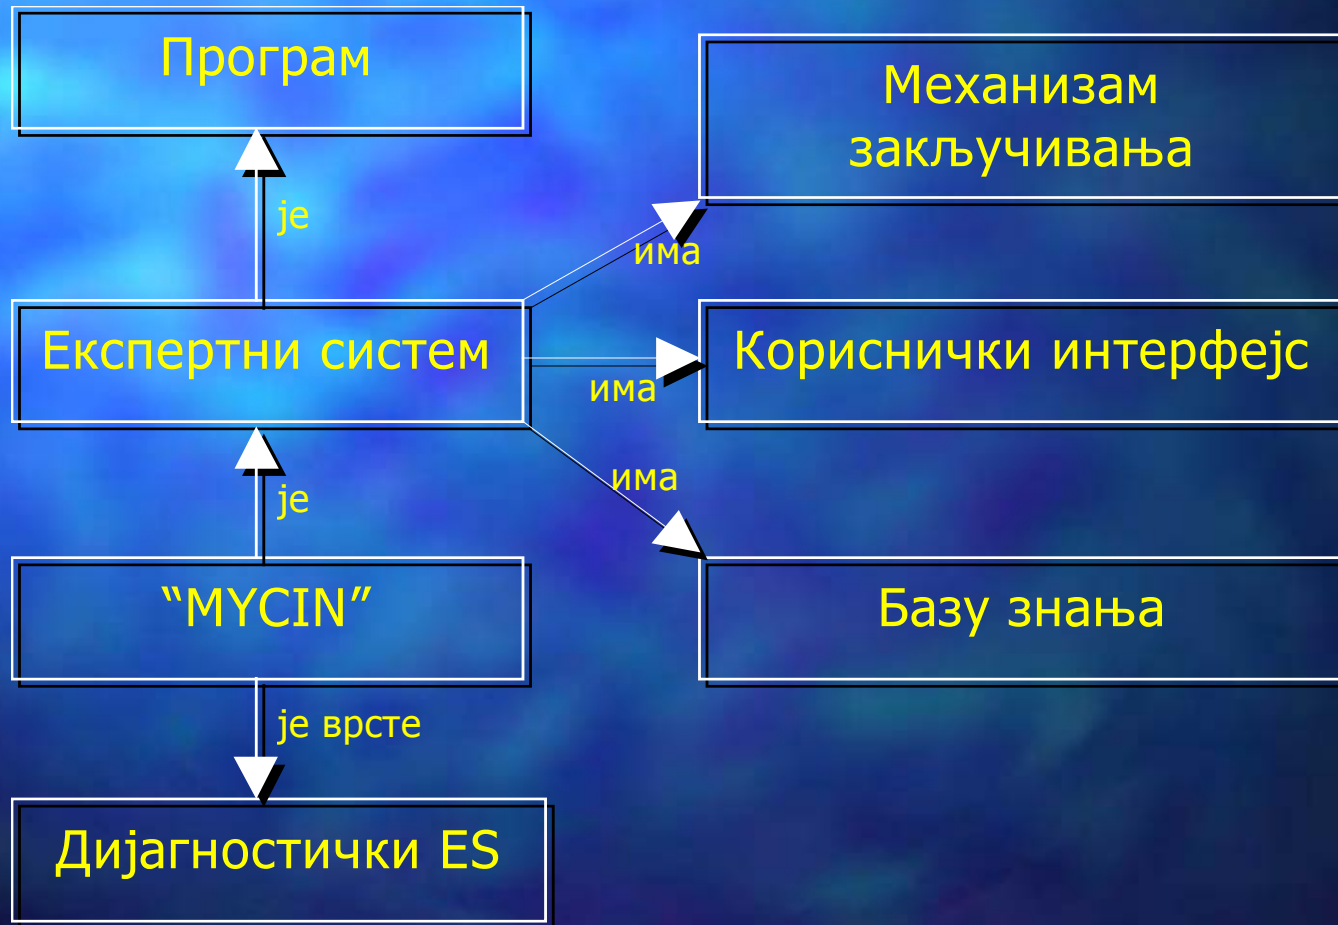 Програм
Механизам
закључивања
је
има
Експертни систем
има
Кориснички интерфејс
има
је
“MYCIN”
Базу знања
је врсте
Дијагностички ES